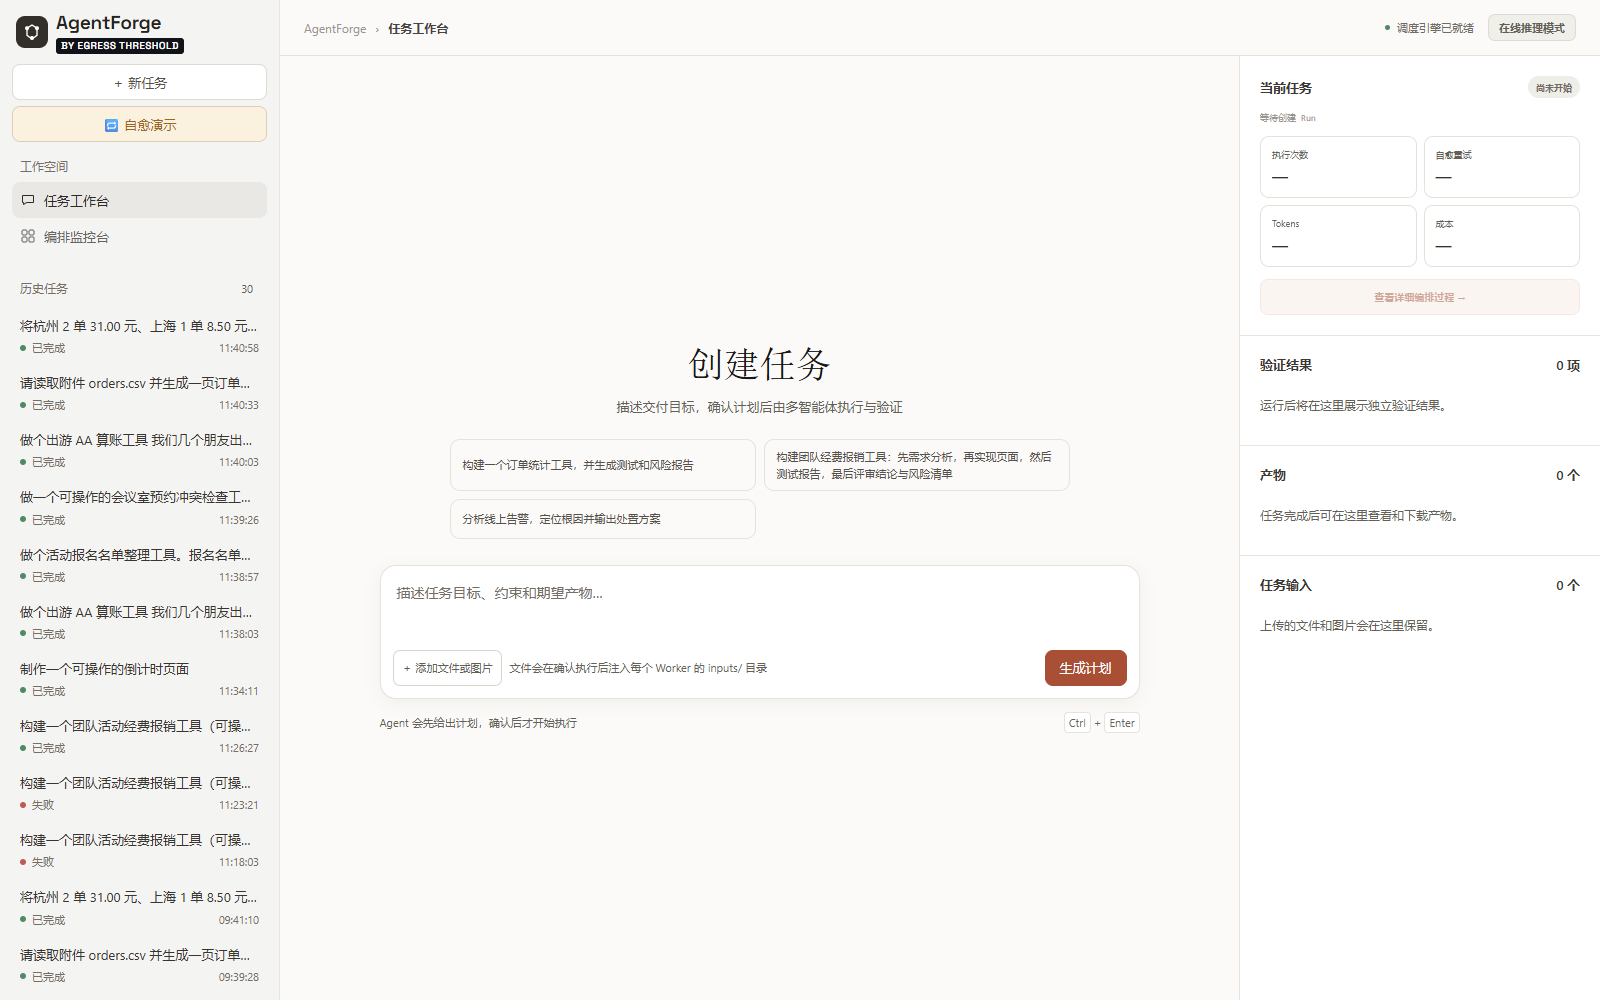 AgentForge
BY EGRESS THRESHOLD
+ 新任务
自愈演示
工作空间
任务工作台
编排监控台
历史任务 30
将杭州 2 单 31.00 元、上海 1 单 8.50 元...
已完成 11:40:58
请读取附件 orders.csv 并生成一页订单...
已完成 11:40:33
做个出游 AA 算账工具 我们几个朋友出...
已完成 11:40:03
做一个可操作的会议室预约冲突检查工...
已完成 11:39:26
做个活动报名名单整理工具。报名名单...
已完成 11:38:57
做个出游 AA 算账工具 我们几个朋友出...
已完成 11:38:03
制作一个可操作的倒计时页面
已完成 11:34:11
构建一个团队活动经费报销工具（可操...
已完成 11:26:27
构建一个团队活动经费报销工具（可操...
失败 11:23:21
构建一个团队活动经费报销工具（可操...
失败 11:18:03
将杭州 2 单 31.00 元、上海 1 单 8.50 元...
已完成 09:41:10
请读取附件 orders.csv 并生成一页订单...
已完成 09:39:28
AgentForge › 任务工作台
调度引擎已就绪 在线推理模式
创建任务
描述交付目标，确认计划后由多智能体执行与验证
构建一个订单统计工具，并生成测试和风险报告
构建团队经费报销工具：先需求分析，再实现页面，然后
测试报告，最后评审结论与风险清单
分析线上告警，定位根因并输出处置方案
描述任务目标、约束和期望产物...
+ 添加文件或图片 文件会在确认执行后注入每个 Worker 的 inputs/ 目录
生成计划
Agent 会先给出计划，确认后才开始执行
Ctrl + Enter
当前任务 尚未开始
等待创建 Run
执行次数
—
自愈重试
—
Tokens
—
成本
—
查看详细编排过程 →
验证结果 0 项
运行后将在这里展示独立验证结果。
产物 0 个
任务完成后可在这里查看和下载产物。
任务输入 0 个
上传的文件和图片会在这里保留。